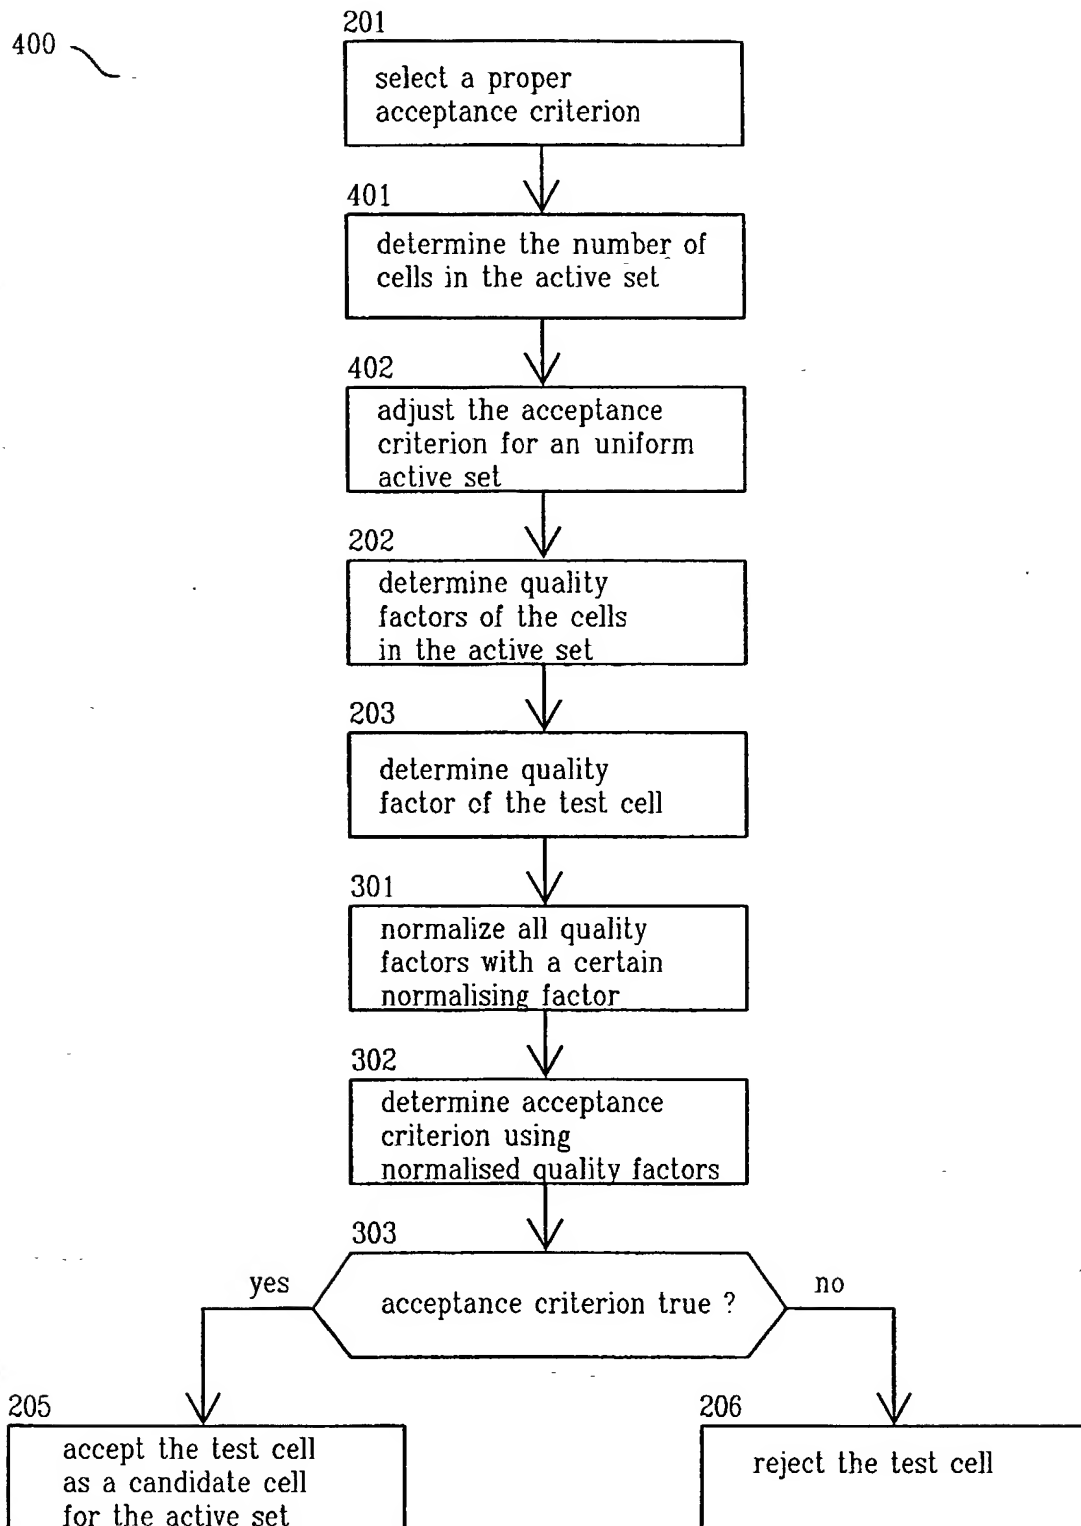 400
201
select a proper
acceptance criterion
401
determine the number of
cells in the active set
402
adjust the acceptance
criterion for an uniform
active set
202
determine quality
factors of the cells
in the active set
203
determine quality
factor of the test cell
301
normalize all quality
factors with a certain
normalising factor
302
determine acceptance
criterion using
normalised quality factors
303
yes
acceptance criterion true ?
no
205
accept the test cell
as a candidate cell
for the active set
206
reject the test cell